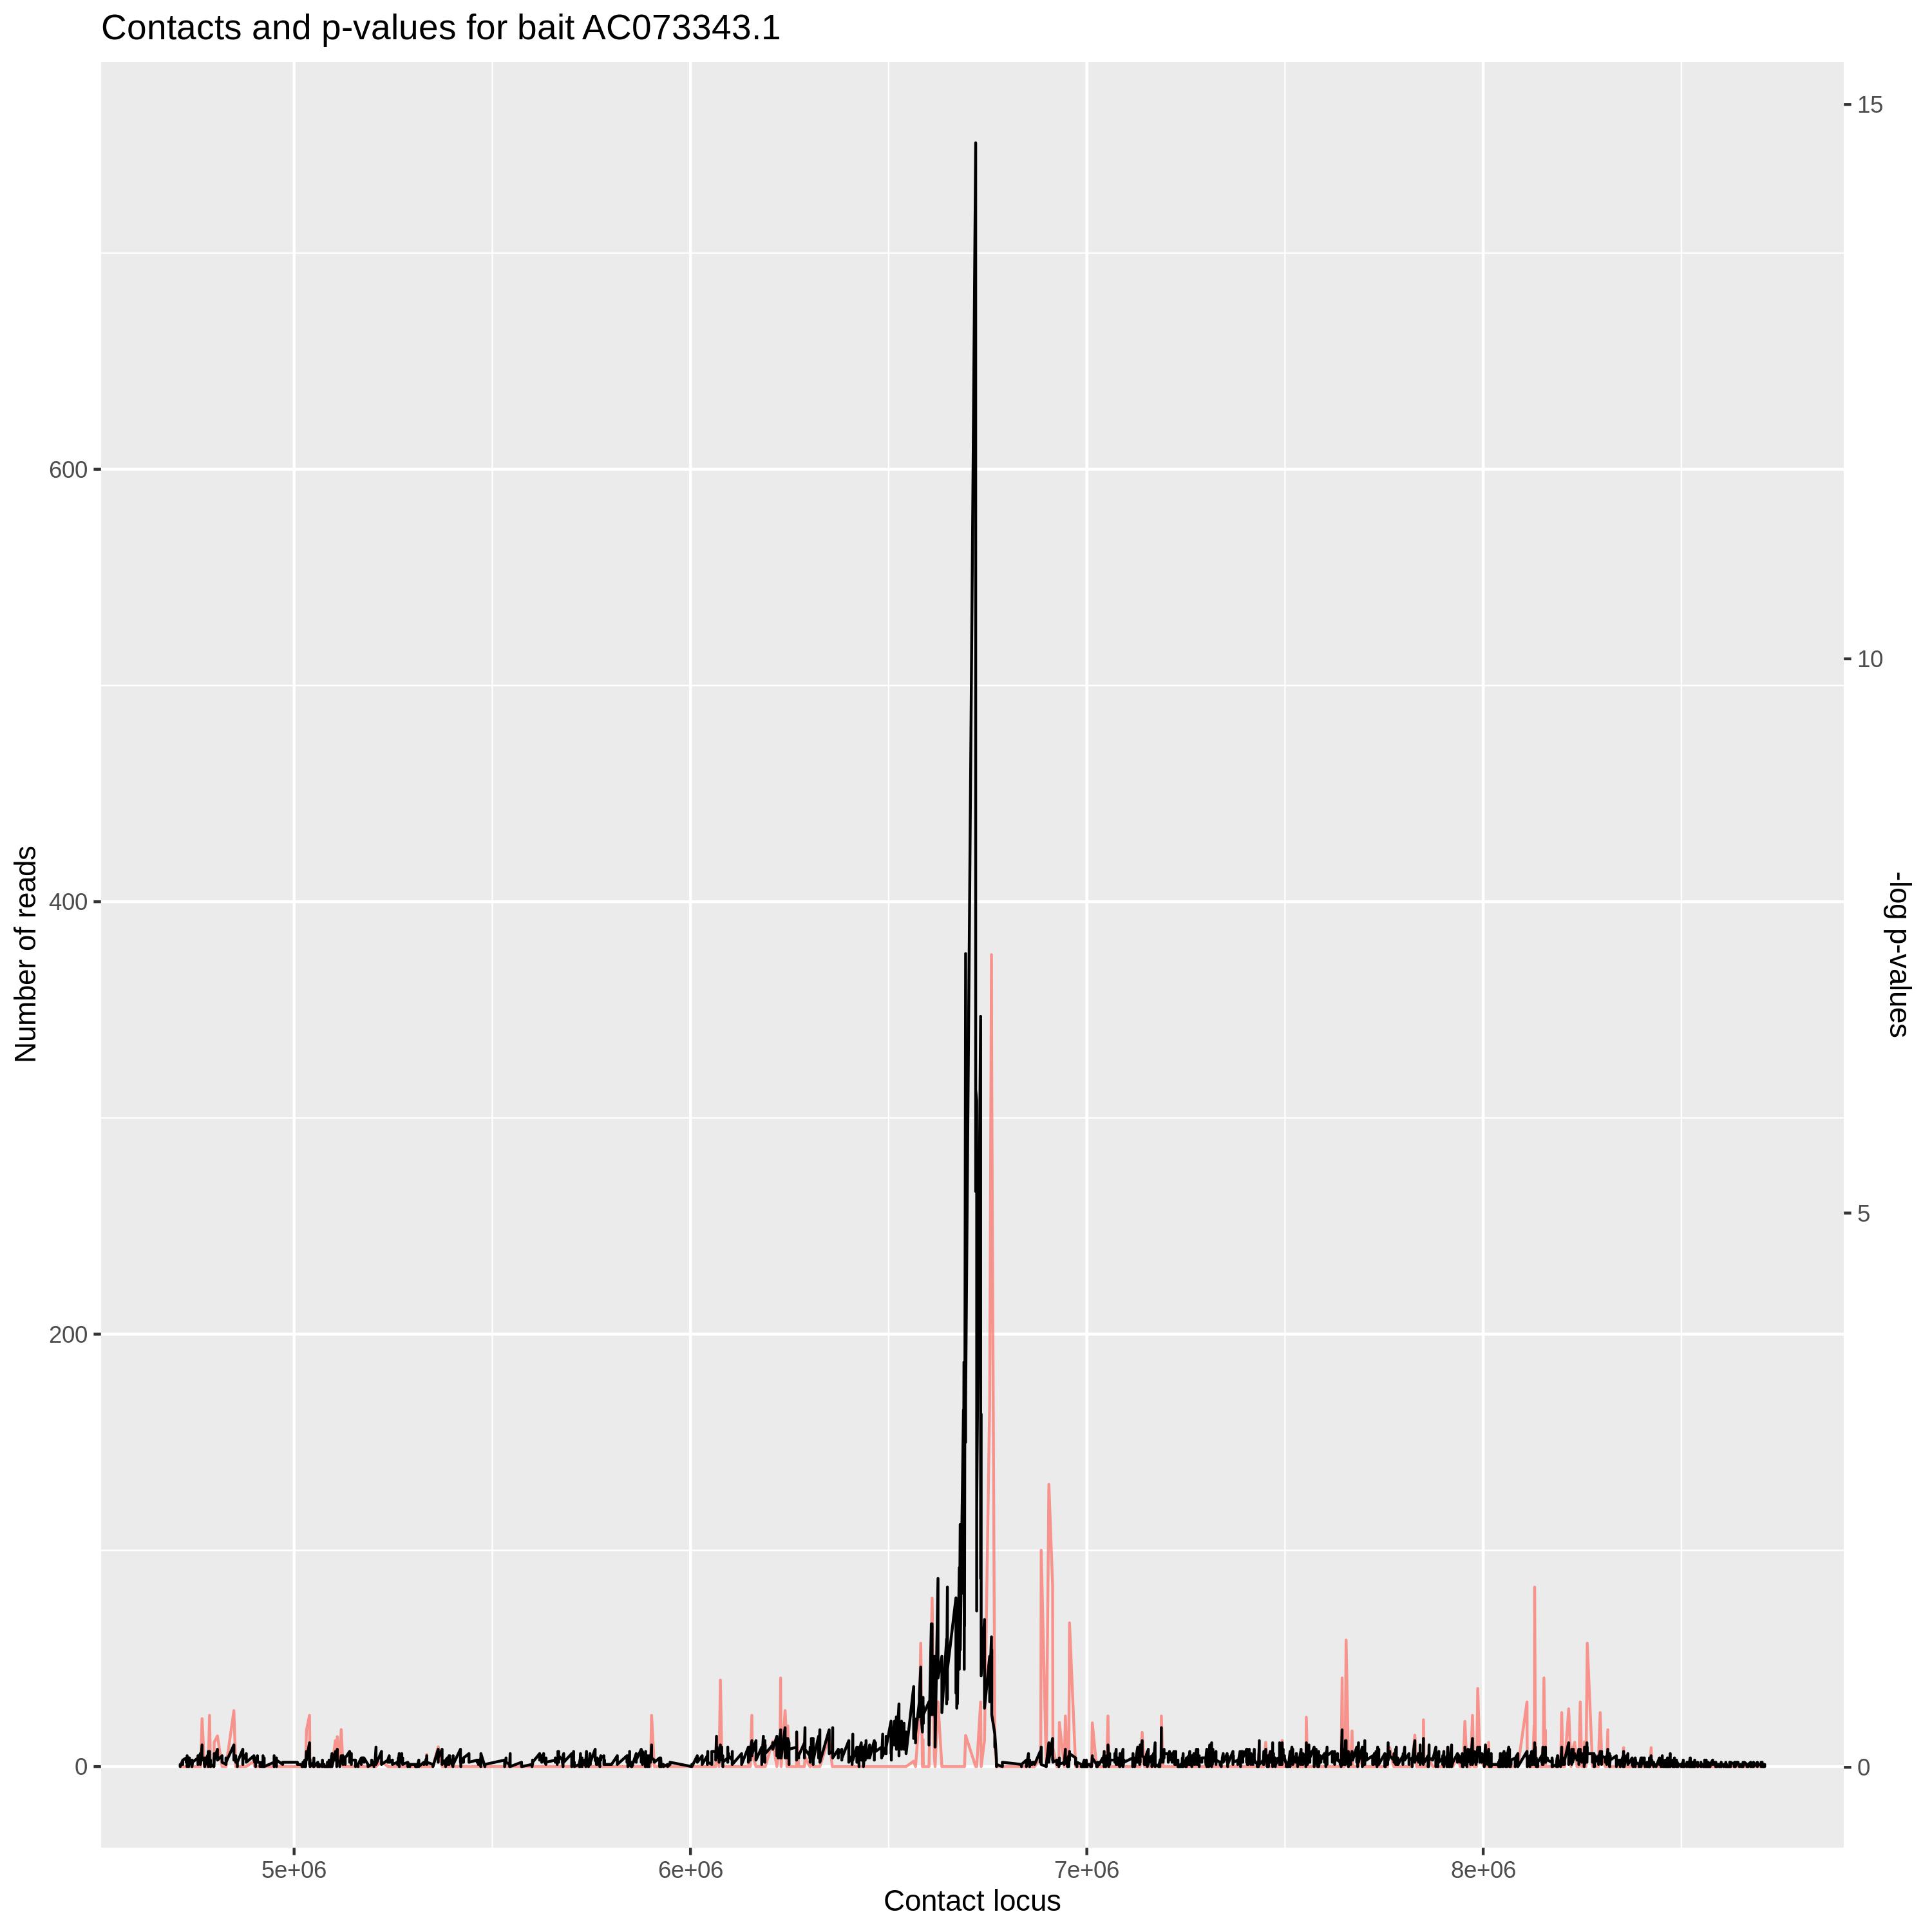 Contacts and p-values for bait AC073343.1
15
600
10
400
Number of reads
-log p-values
5
200
0
0
5e+06
6e+06
7e+06
8e+06
Contact locus